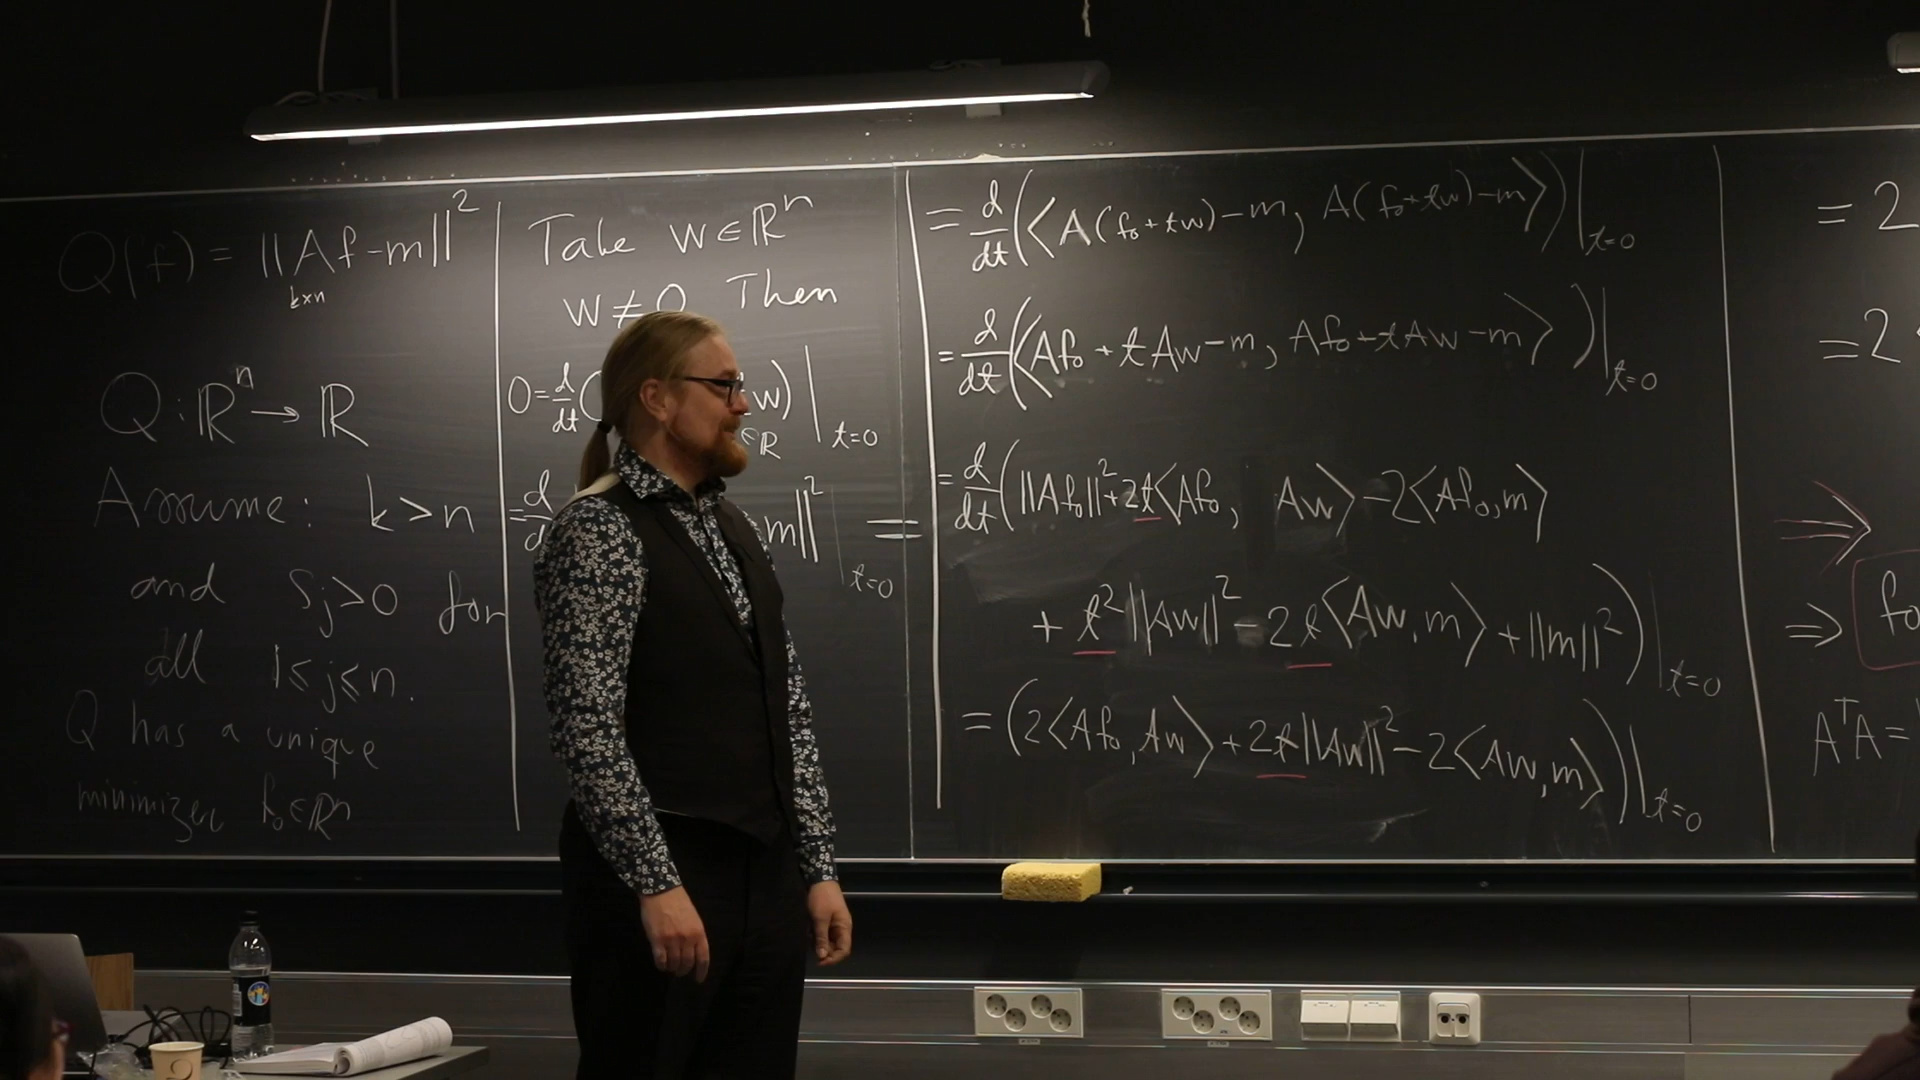 Q(f) = ||Af-m||²
k×n
Q: ℝⁿ → ℝ
Assume: k>n
and Sⱼ>0 for
all 1≤j≤n.
Q has a unique
minimizer f₀∈ℝⁿ
Take w∈ℝⁿ
w≠0 Then
0=d/dt( w)|ₜ₌₀
∈ℝ
= m||²|ₜ₌₀ =
= d/dt(⟨A(f₀+tw)-m, A(f₀+tw)-m⟩)|ₜ₌₀
= d/dt(⟨Af₀+tAw-m, Af₀+tAw-m⟩)|ₜ₌₀
= d/dt(||Af₀||²+2t⟨Af₀, Aw⟩-2⟨Af₀,m⟩
+ t²||Aw||²-2t⟨Aw,m⟩+||m||²)|ₜ₌₀
= (2⟨Af₀,Aw⟩+2t||Aw||²-2⟨Aw,m⟩)|ₜ₌₀
= 2
=2
⇒
⇒ f₀
AᵀA=